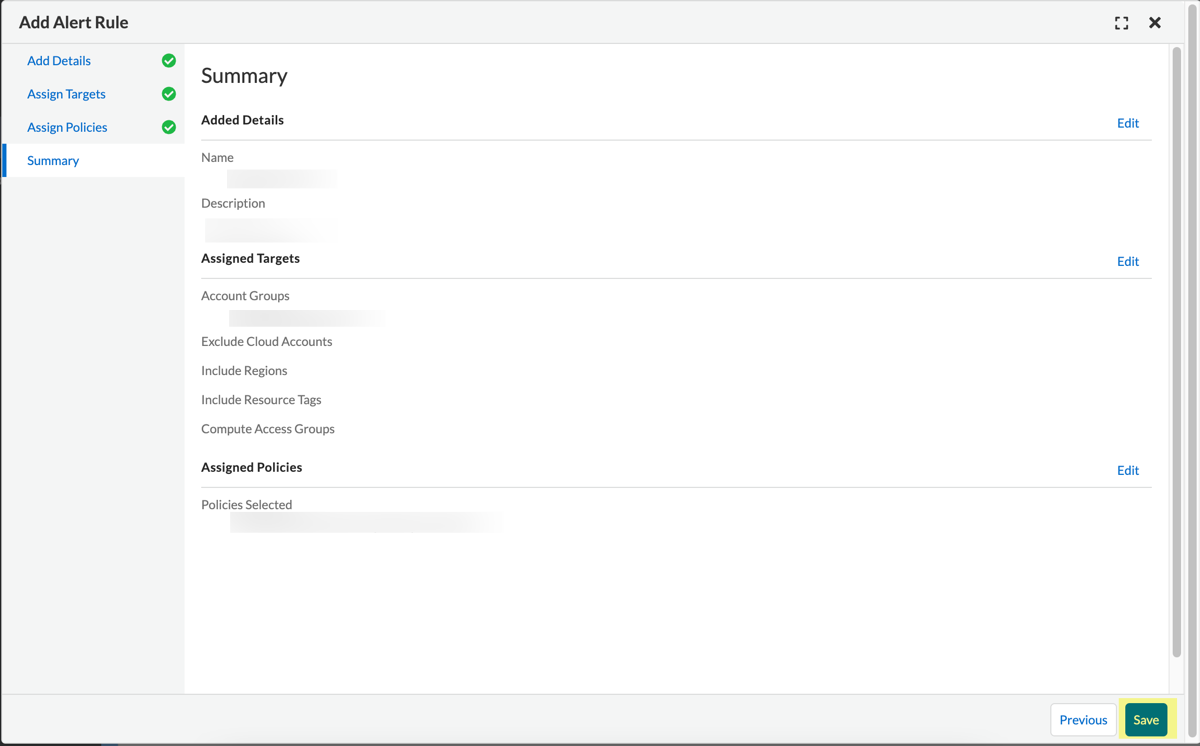 Add Alert Rule
Add Details
Assign Targets
Assign Policies
Summary
Summary
Added Details
Edit
Name
Description
Assigned Targets
Edit
Account Groups
Exclude Cloud Accounts
Include Regions
Include Resource Tags
Compute Access Groups
Assigned Policies
Edit
Policies Selected
Previous
Save